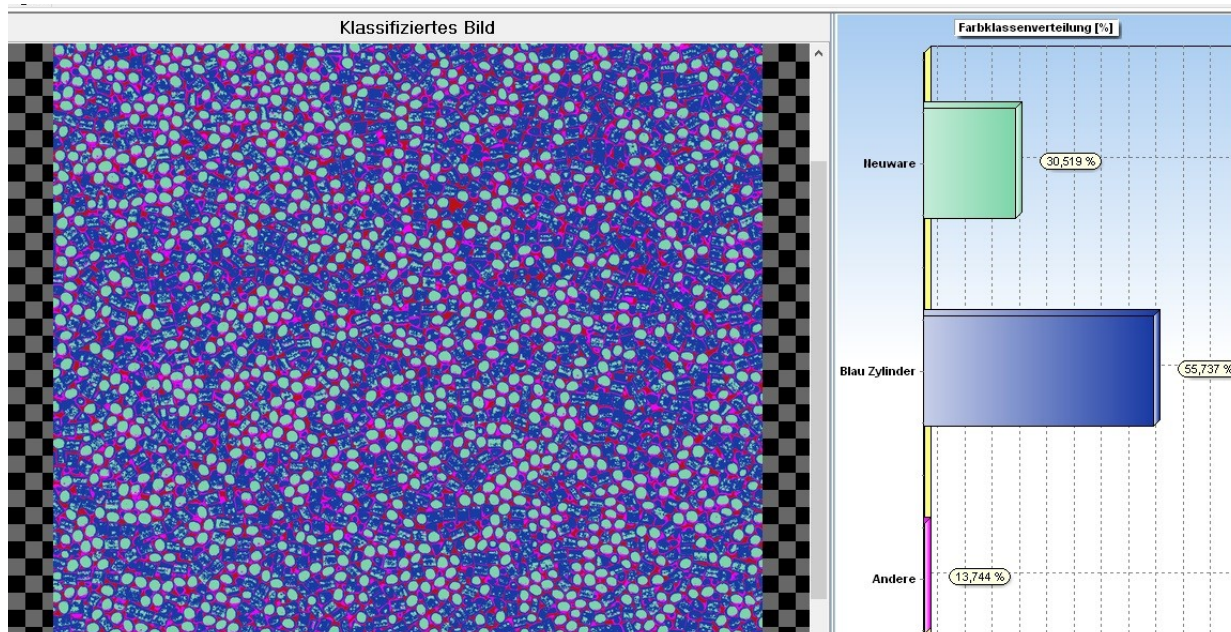 Klassifiziertes Bild
Farbklassenverteilung [%]
Neuware
30,519 %
Blau Zylinder
55,737 %
Andere
13,744 %